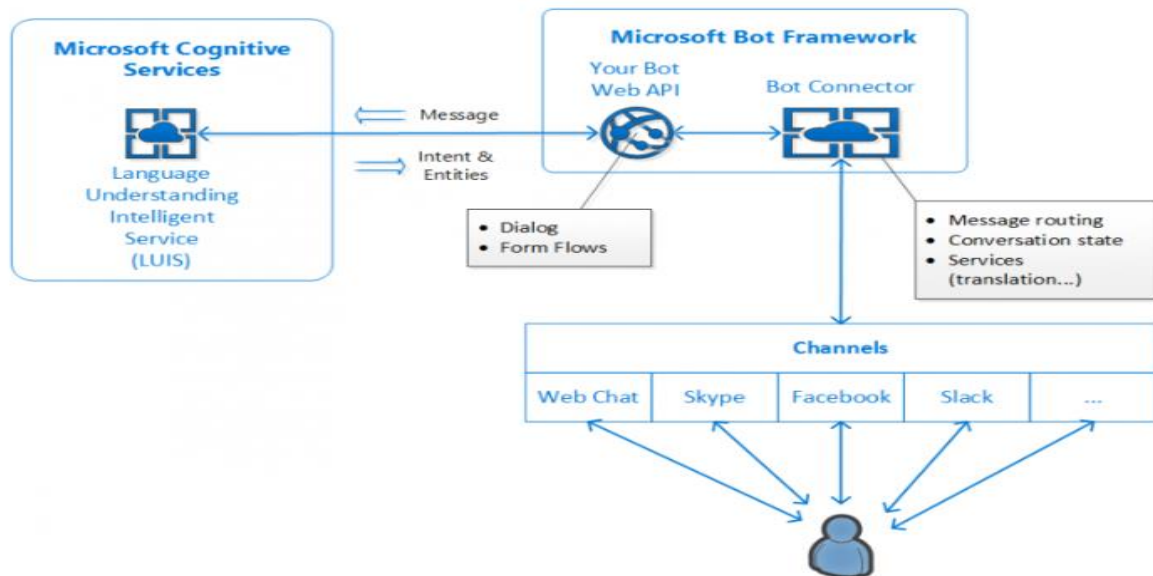 Microsoft Cognitive
Services
Language
Understanding
Intelligent
Service
(LUIS)
Message
Intent &
Entities
Microsoft Bot Framework
Your Bot
Web API
Bot Connector
• Dialog
• Form Flows
• Message routing
• Conversation state
• Services
(translation...)
Channels
Web Chat
Skype
Facebook
Slack
...